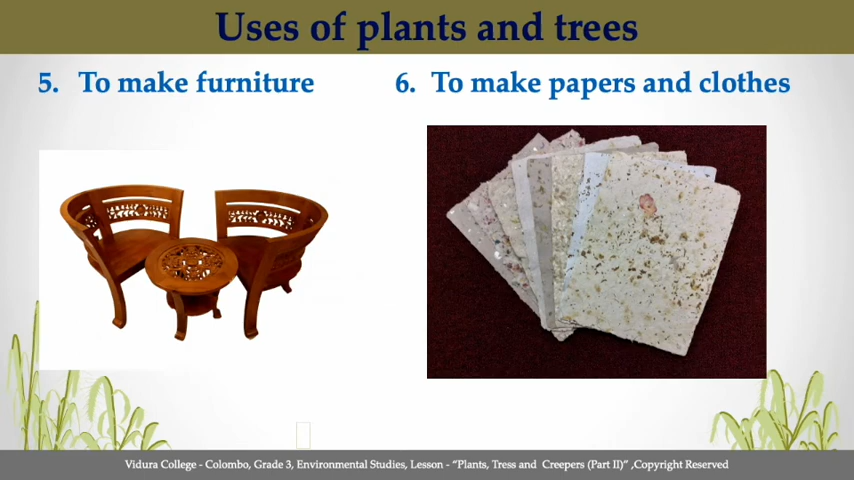 Uses of plants and trees
5. To make furniture
6. To make papers and clothes
Vidura College - Colombo, Grade 3, Environmental Studies, Lesson - “Plants, Tress and Creepers (Part II)” ,Copyright Reserved